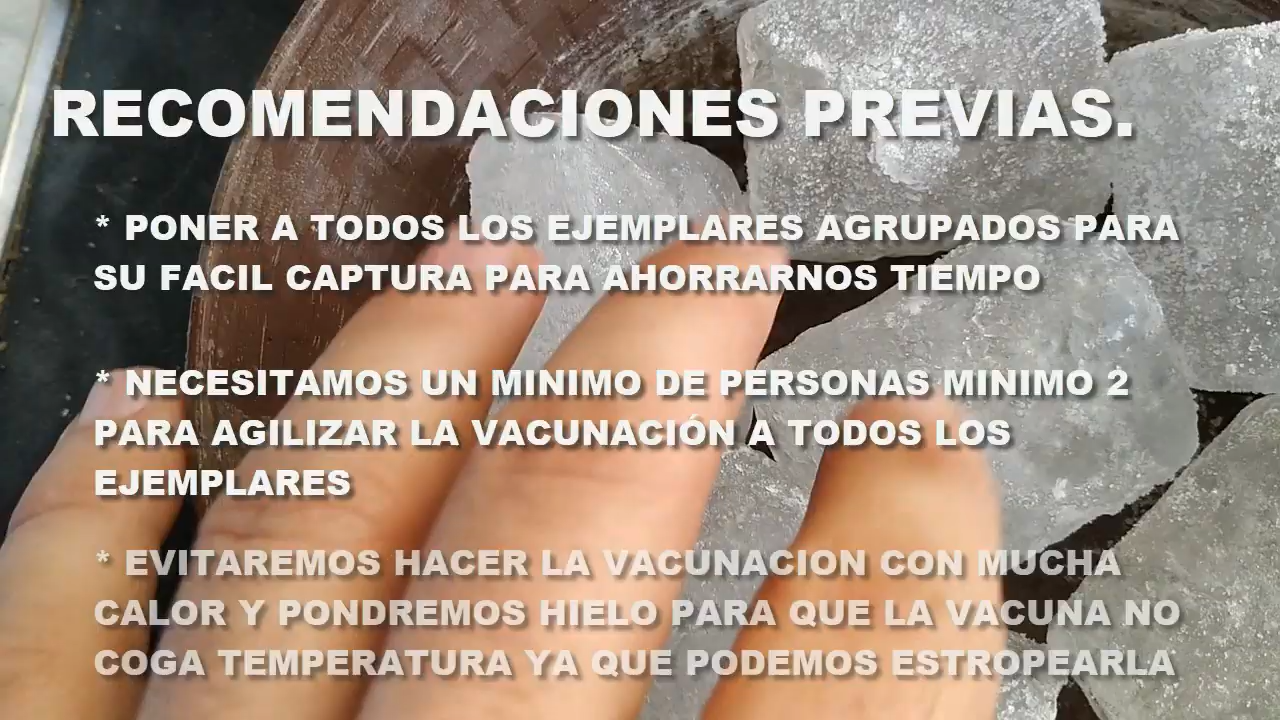 RECOMENDACIONES PREVIAS.
* PONER A TODOS LOS EJEMPLARES AGRUPADOS PARA
SU FACIL CAPTURA PARA AHORRARNOS TIEMPO
* NECESITAMOS UN MINIMO DE PERSONAS MINIMO 2
PARA AGILIZAR LA VACUNACIÓN A TODOS LOS
EJEMPLARES
* EVITAREMOS HACER LA VACUNACION CON MUCHA
CALOR Y PONDREMOS HIELO PARA QUE LA VACUNA NO
COGA TEMPERATURA YA QUE PODEMOS ESTROPEARLA